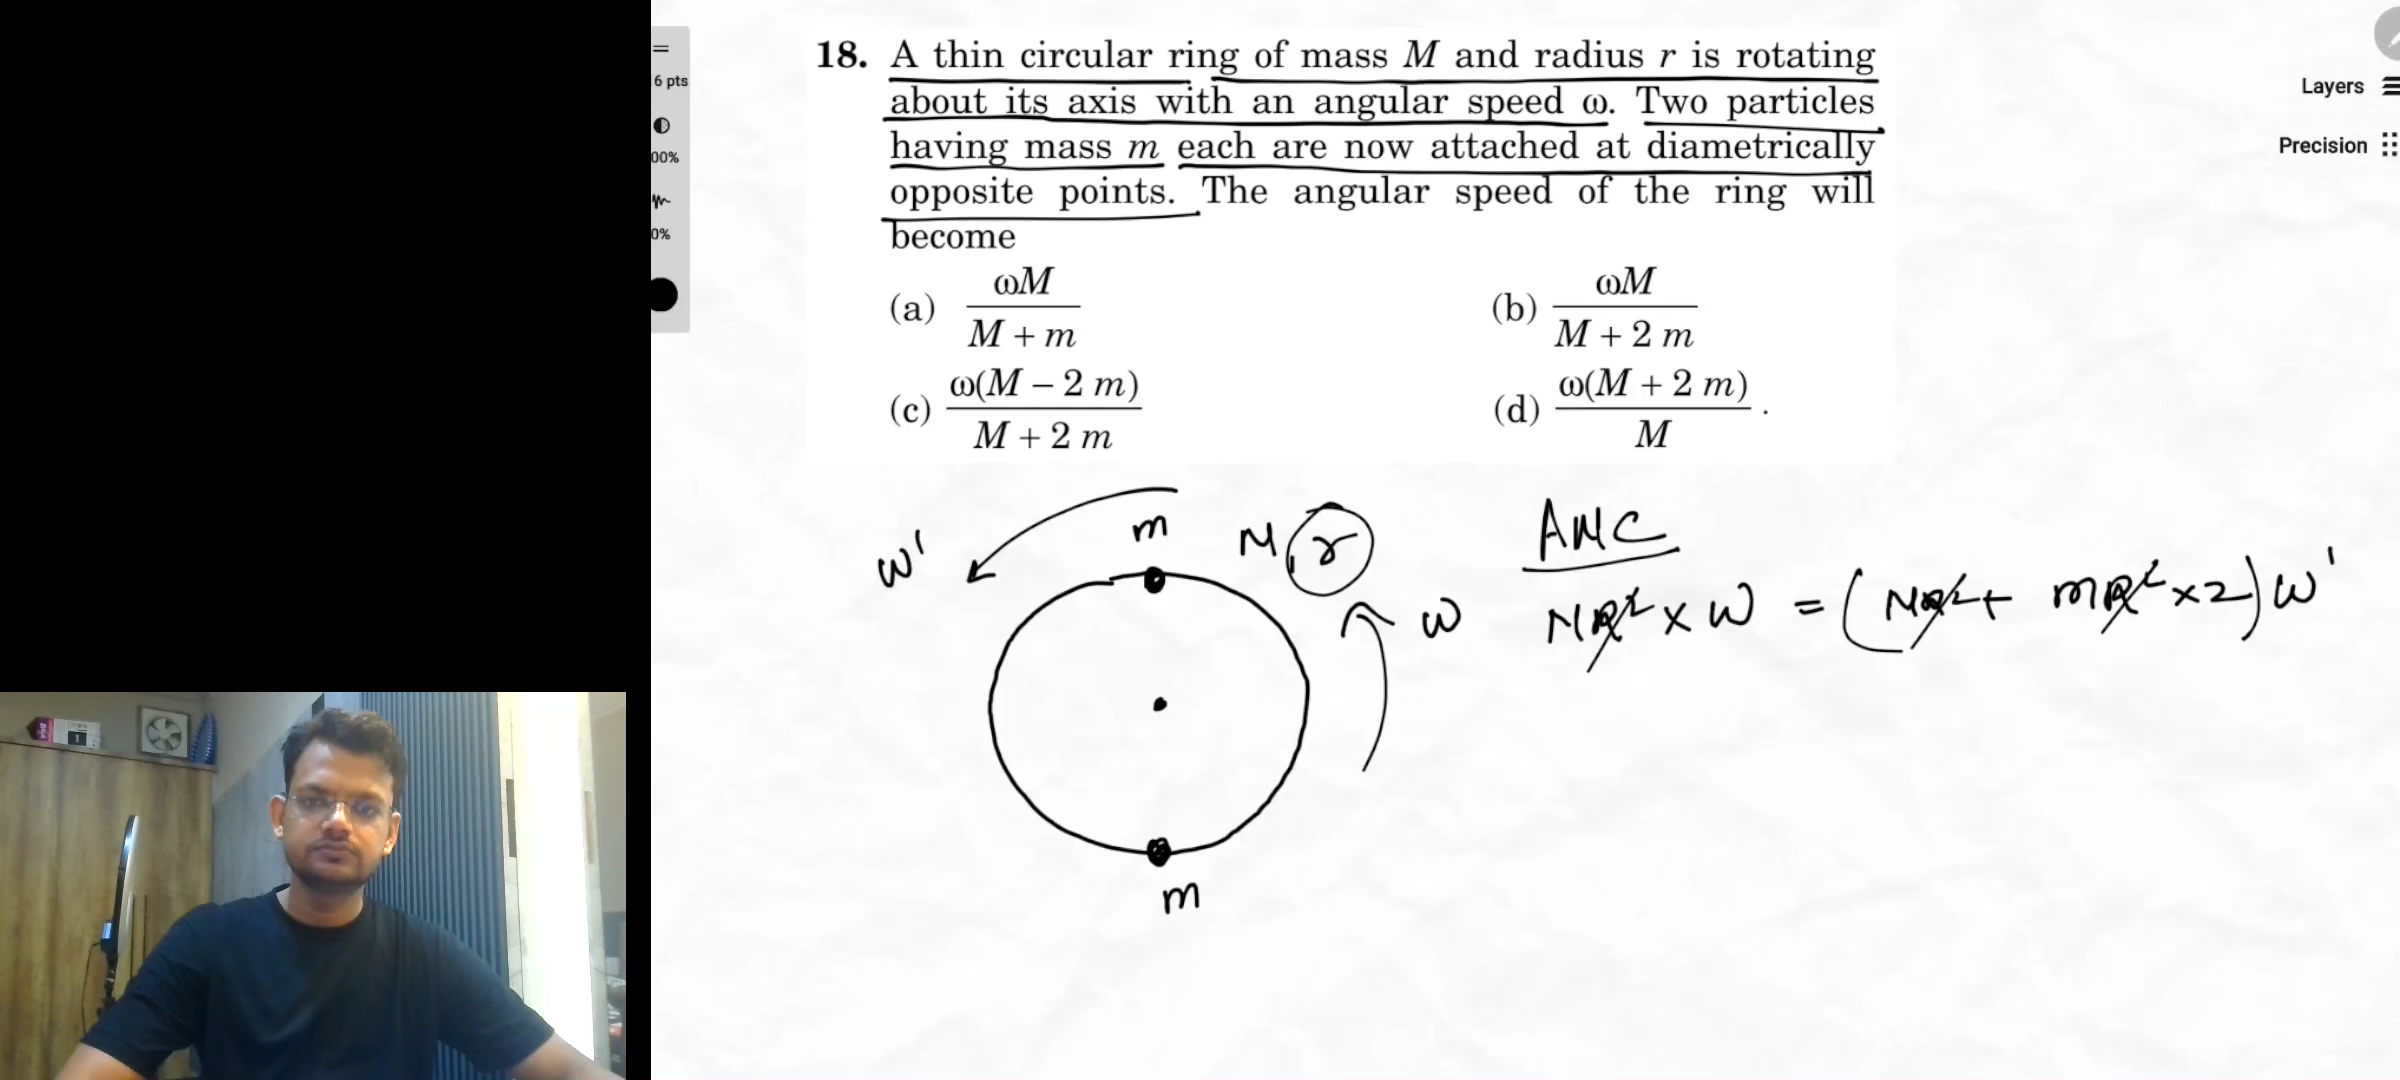 =
6 pts
00%
0%
Layers
Precision
18. A thin circular ring of mass M and radius r is rotating
about its axis with an angular speed ω. Two particles
having mass m each are now attached at diametrically
opposite points. The angular speed of the ring will
become
(a) ωM / M + m
(b) ωM / M + 2 m
(c) ω(M – 2 m) / M + 2 m
(d) ω(M + 2 m) / M .
ω'
m
M, r
ω
m
AMC
MR² × ω = (MR² + mR² × 2) ω'